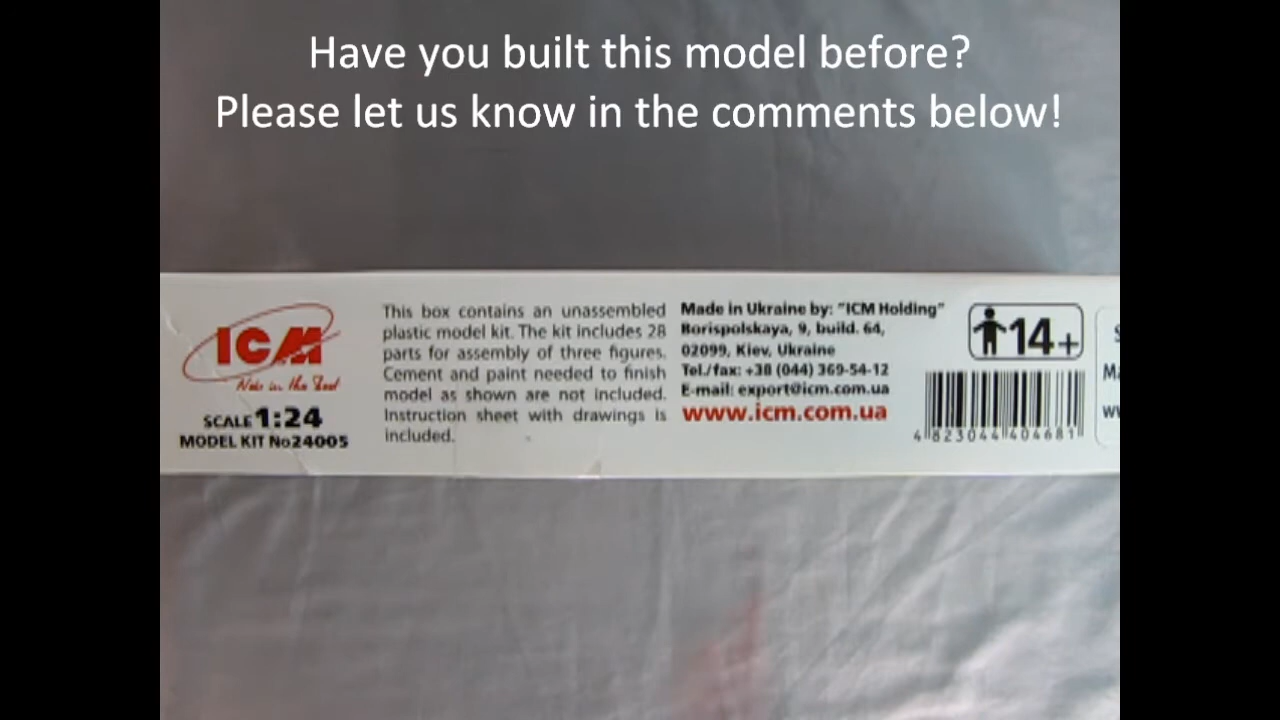 Have you built this model before?
Please let us know in the comments below!
ICM
SCALE 1:24
MODEL KIT No24005
This box contains an unassembled
plastic model kit. The kit includes 28
parts for assembly of three figures.
Cement and paint needed to finish
model as shown are not included.
Instruction sheet with drawings is
included.
Made in Ukraine by: "ICM Holding"
Borispolskaya, 9, build. 64,
02099, Kiev, Ukraine
Tel./fax: +38 (044) 369-54-12
E-mail: export@icm.com.ua
www.icm.com.ua
14+
4 823044 404681